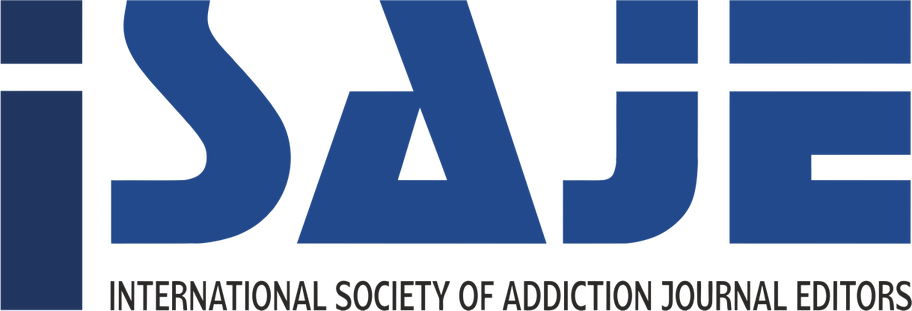 iSAjE
INTERNATIONAL SOCIETY OF ADDICTION JOURNAL EDITORS